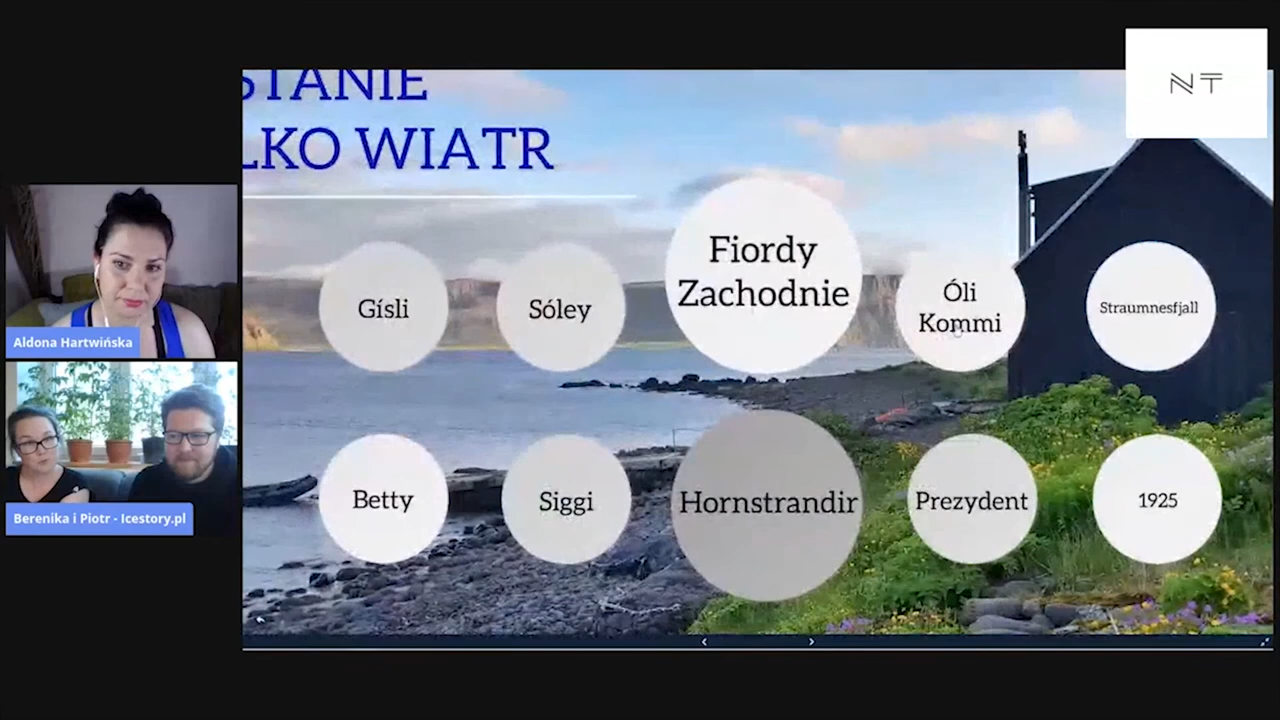 NT
STANIE
LKO WIATR
Gísli
Sóley
Fiordy
Zachodnie
Óli
Kommi
Straumnesfjall
Betty
Siggi
Hornstrandir
Prezydent
1925
Aldona Hartwińska
Berenika i Piotr - Icestory.pl